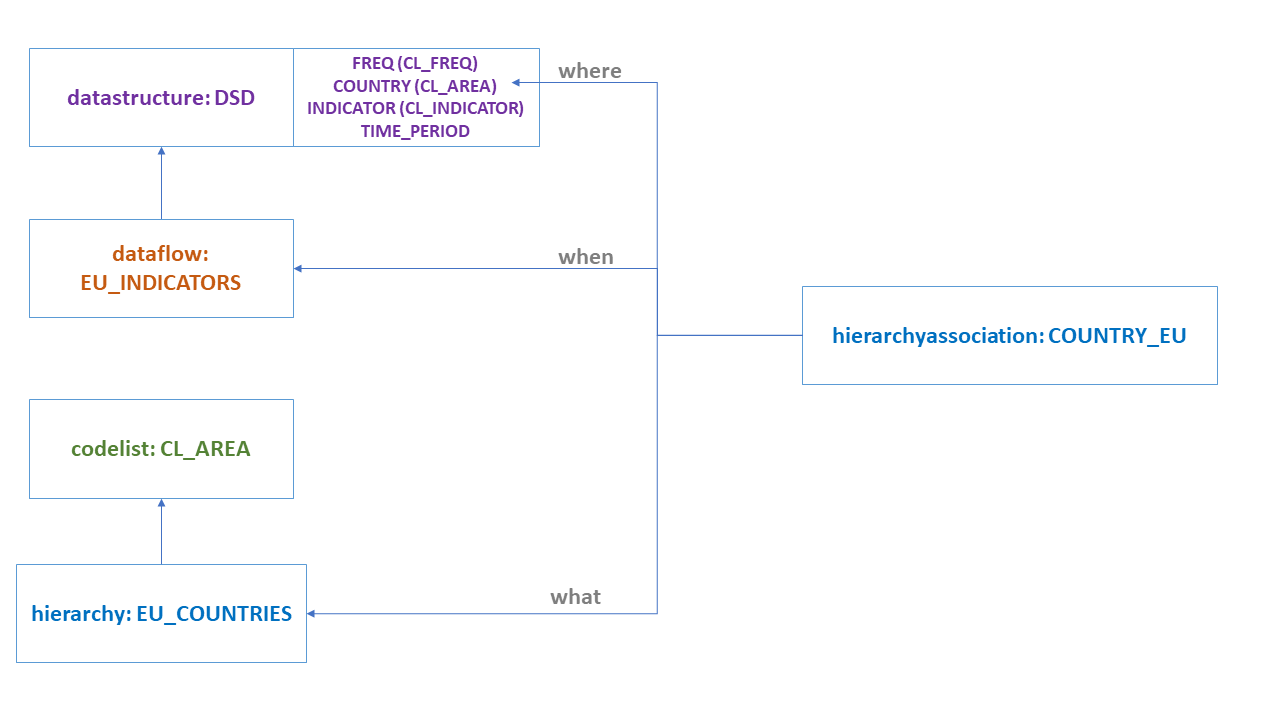 datastructure: DSD
FREQ (CL_FREQ)
COUNTRY (CL_AREA)
INDICATOR (CL_INDICATOR)
TIME_PERIOD
where
dataflow:
EU_INDICATORS
when
hierarchyassociation: COUNTRY_EU
codelist: CL_AREA
hierarchy: EU_COUNTRIES
what